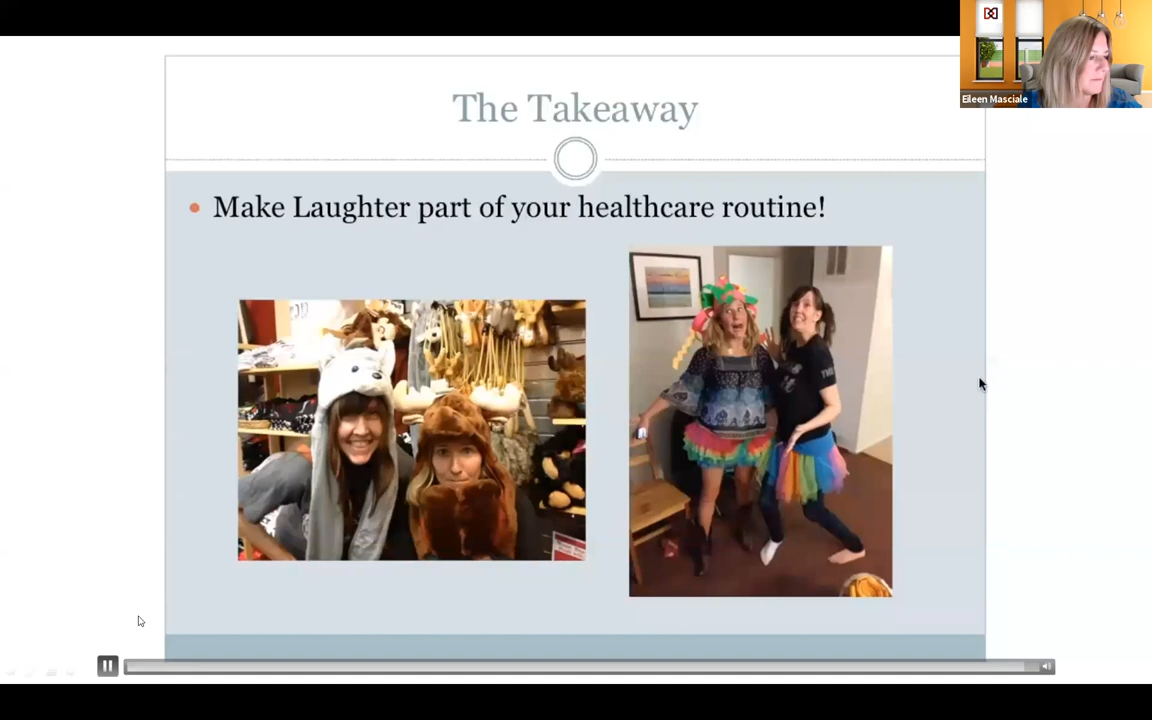 The Takeaway
Eileen Masciale
Make Laughter part of your healthcare routine!